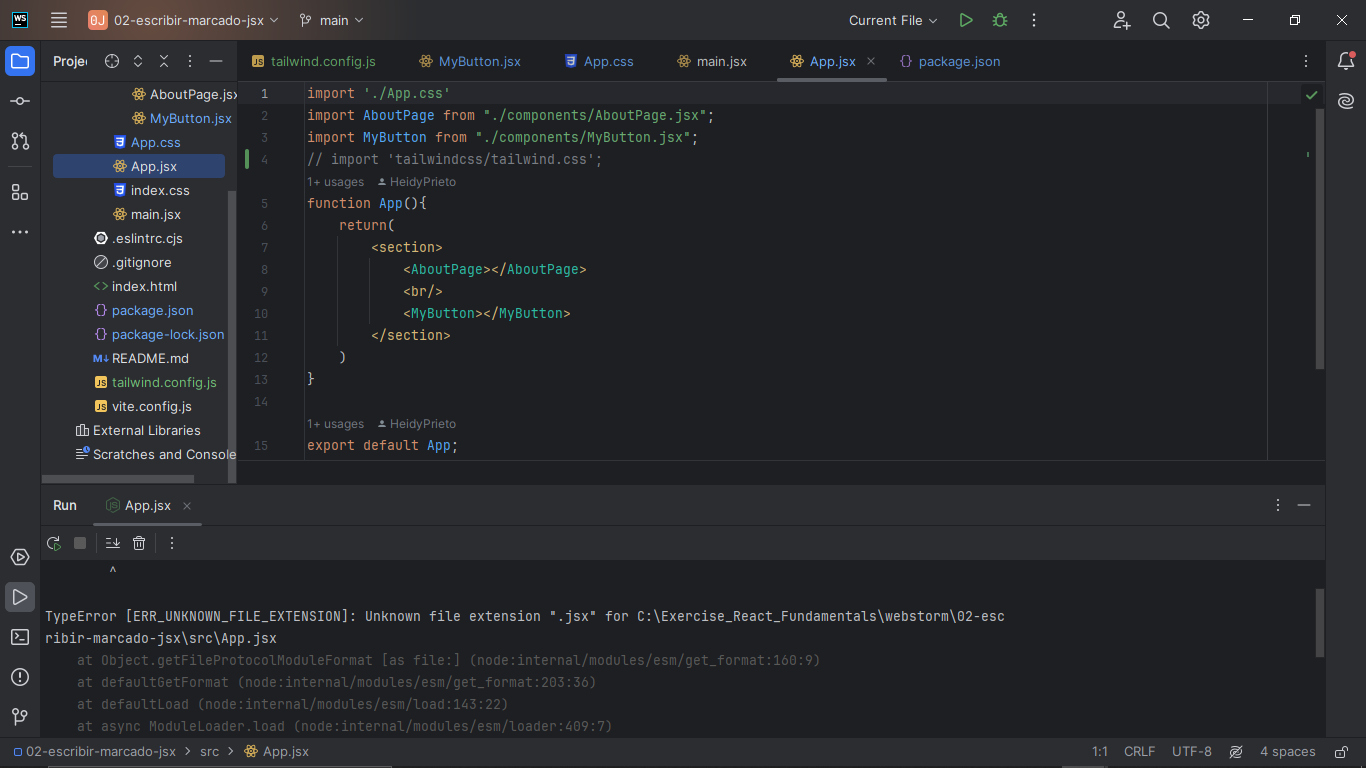 WS
OJ 02-escribir-marcado-jsx
main
Current File
Proje
tailwind.config.js
MyButton.jsx
App.css
main.jsx
App.jsx
package.json
AboutPage.jsx
MyButton.jsx
App.css
App.jsx
index.css
main.jsx
.eslintrc.cjs
.gitignore
index.html
package.json
package-lock.json
README.md
tailwind.config.js
vite.config.js
External Libraries
Scratches and Console
1 import './App.css'
2 import AboutPage from "./components/AboutPage.jsx";
3 import MyButton from "./components/MyButton.jsx";
4 // import 'tailwindcss/tailwind.css';
1+ usages HeidyPrieto
5 function App(){
6 return(
7 <section>
8 <AboutPage></AboutPage>
9 <br/>
10 <MyButton></MyButton>
11 </section>
12 )
13 }
14
1+ usages HeidyPrieto
15 export default App;
Run
App.jsx
^
TypeError [ERR_UNKNOWN_FILE_EXTENSION]: Unknown file extension ".jsx" for C:\Exercise_React_Fundamentals\webstorm\02-esc
ribir-marcado-jsx\src\App.jsx
at Object.getFileProtocolModuleFormat [as file:] (node:internal/modules/esm/get_format:160:9)
at defaultGetFormat (node:internal/modules/esm/get_format:203:36)
at defaultLoad (node:internal/modules/esm/load:143:22)
at async ModuleLoader.load (node:internal/modules/esm/loader:409:7)
02-escribir-marcado-jsx > src > App.jsx
1:1 CRLF UTF-8 4 spaces